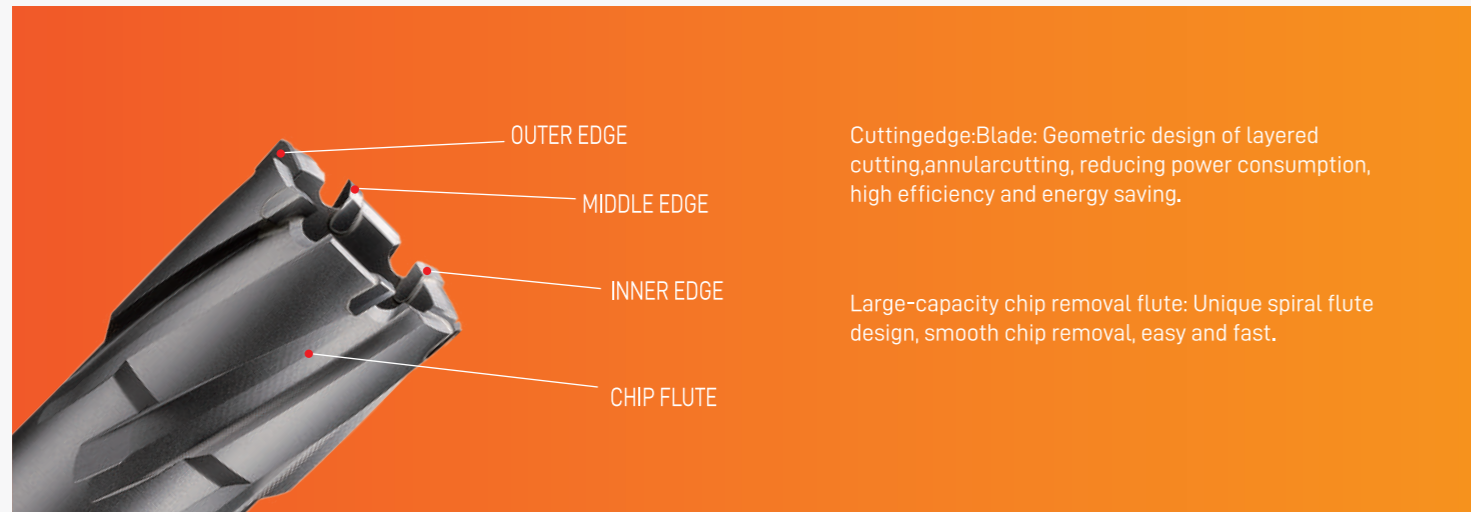 OUTER EDGE
MIDDLE EDGE
INNER EDGE
CHIP FLUTE
Cuttingedge:Blade: Geometric design of layered
cutting,annularcutting, reducing power consumption,
high efficiency and energy saving.
Large-capacity chip removal flute: Unique spiral flute
design, smooth chip removal, easy and fast.